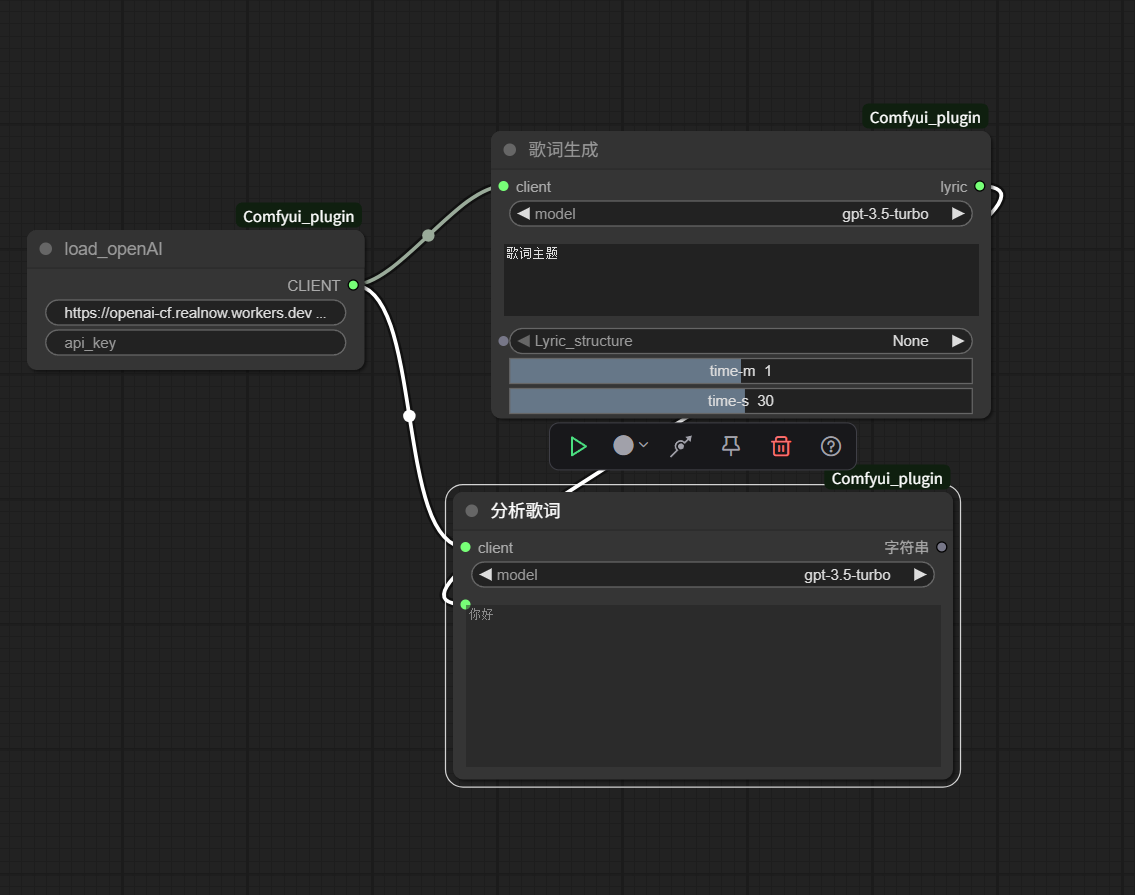 Comfyui_plugin
load_openAI
CLIENT
https://openai-cf.realnow.workers.dev ...
api_key
Comfyui_plugin
歌词生成
client
lyric
model
gpt-3.5-turbo
歌词主题
Lyric_structure
None
time-m 1
time-s 30
Comfyui_plugin
分析歌词
client
字符串
model
gpt-3.5-turbo
你好